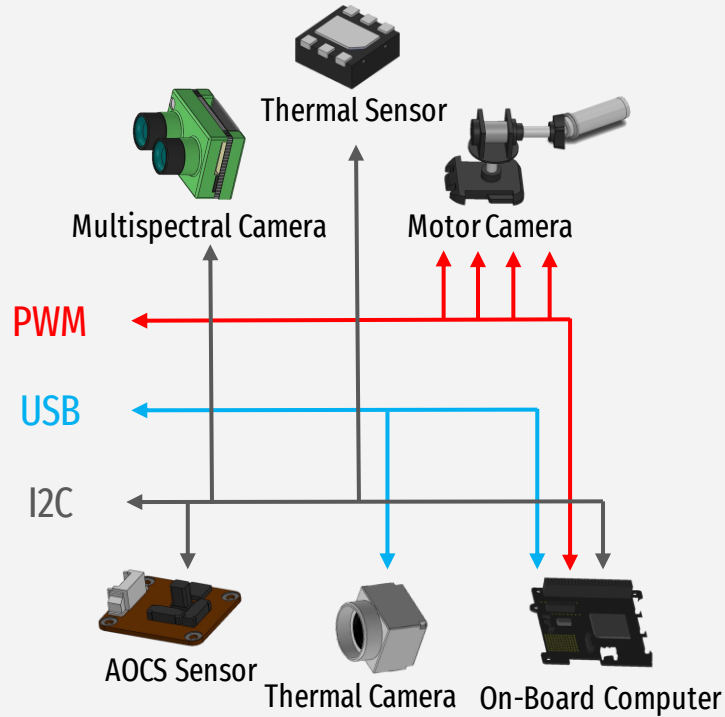 Thermal Sensor
Multispectral Camera
Motor Camera
PWM
USB
I2C
AOCS Sensor
Thermal Camera
On-Board Computer